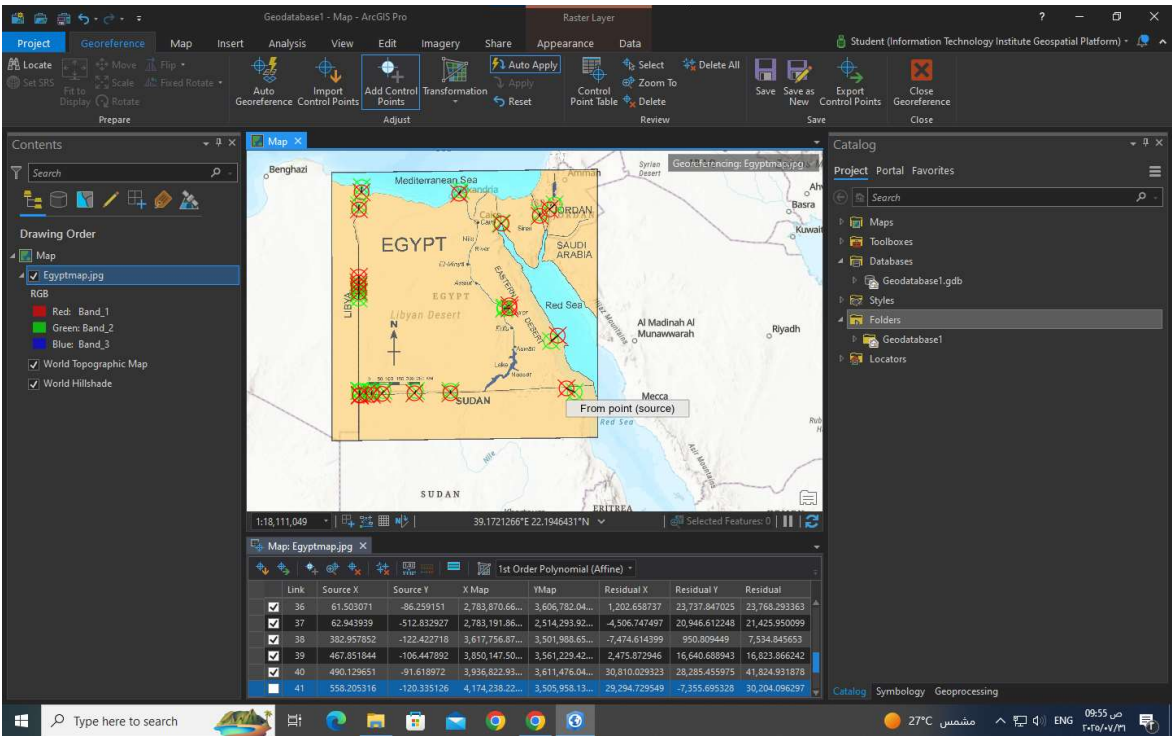 Geodatabase1 - Map - ArcGIS Pro
Raster Layer
?
Project Georeference Map Insert Analysis View Edit Imagery Share Appearance Data
Student (Information Technology Institute Geospatial Platform)
Locate
Set SRS
Fit to Display
Move
Scale
Rotate
Flip
Fixed Rotate
Prepare
Auto Georeference
Import Control Points
Add Control Points
Transformation
Auto Apply
Apply
Reset
Adjust
Control Point Table
Select
Zoom To
Delete
Delete All
Review
Save
Save as New
Export Control Points
Save
Close Georeference
Close
Contents
Search
Drawing Order
Map
Egyptmap.jpg
RGB
Red: Band_1
Green: Band_2
Blue: Band_3
World Topographic Map
World Hillshade
Map
Georeferencing: Egyptmap.jpg
Benghazi
Mediterranean Sea
Amman
Syrian Desert
Basra
Kuwait
EGYPT
SAUDI ARABIA
EGYPT
LIBYA
Libyan Desert
N
EASTERN DESERT
Red Sea
Al Madinah Al Munawwarah
Riyadh
SUDAN
Mecca
From point (source)
Red Sea
Asir Mountains
Nile
SUDAN
ERITREA
1:18,111,049
39.1721266°E 22.1946431°N
Selected Features: 0
Map: Egyptmap.jpg
1st Order Polynomial (Affine)
Link Source X Source Y X Map YMap Residual X Residual Y Residual
36 61.503071 -86.259151 2,783,870.66... 3,606,782.04... 1,202.658737 23,737.847025 23,768.293363
37 62.943939 -512.832927 2,783,191.86... 2,514,293.92... -4,506.747497 20,946.612248 21,425.950099
38 382.957852 -122.422718 3,617,756.87... 3,501,988.65... -7,474.614399 950.809449 7,534.845653
39 467.851844 -106.447892 3,850,147.50... 3,561,229.42... 2,475.872946 16,640.688943 16,823.866242
40 490.129651 -91.618972 3,936,822.93... 3,611,476.04... 30,810.029323 28,285.455975 41,824.931878
41 558.205316 -120.335126 4,174,238.22... 3,505,958.13... 29,294.729549 -7,355.695328 30,204.096297
Catalog
Project Portal Favorites
Search
Maps
Toolboxes
Databases
Geodatabase1.gdb
Styles
Folders
Geodatabase1
Locators
Catalog Symbology Geoprocessing
Type here to search
27°C مشمس
ENG
09:55 ص
٢٠٢٥/٠٧/٣١